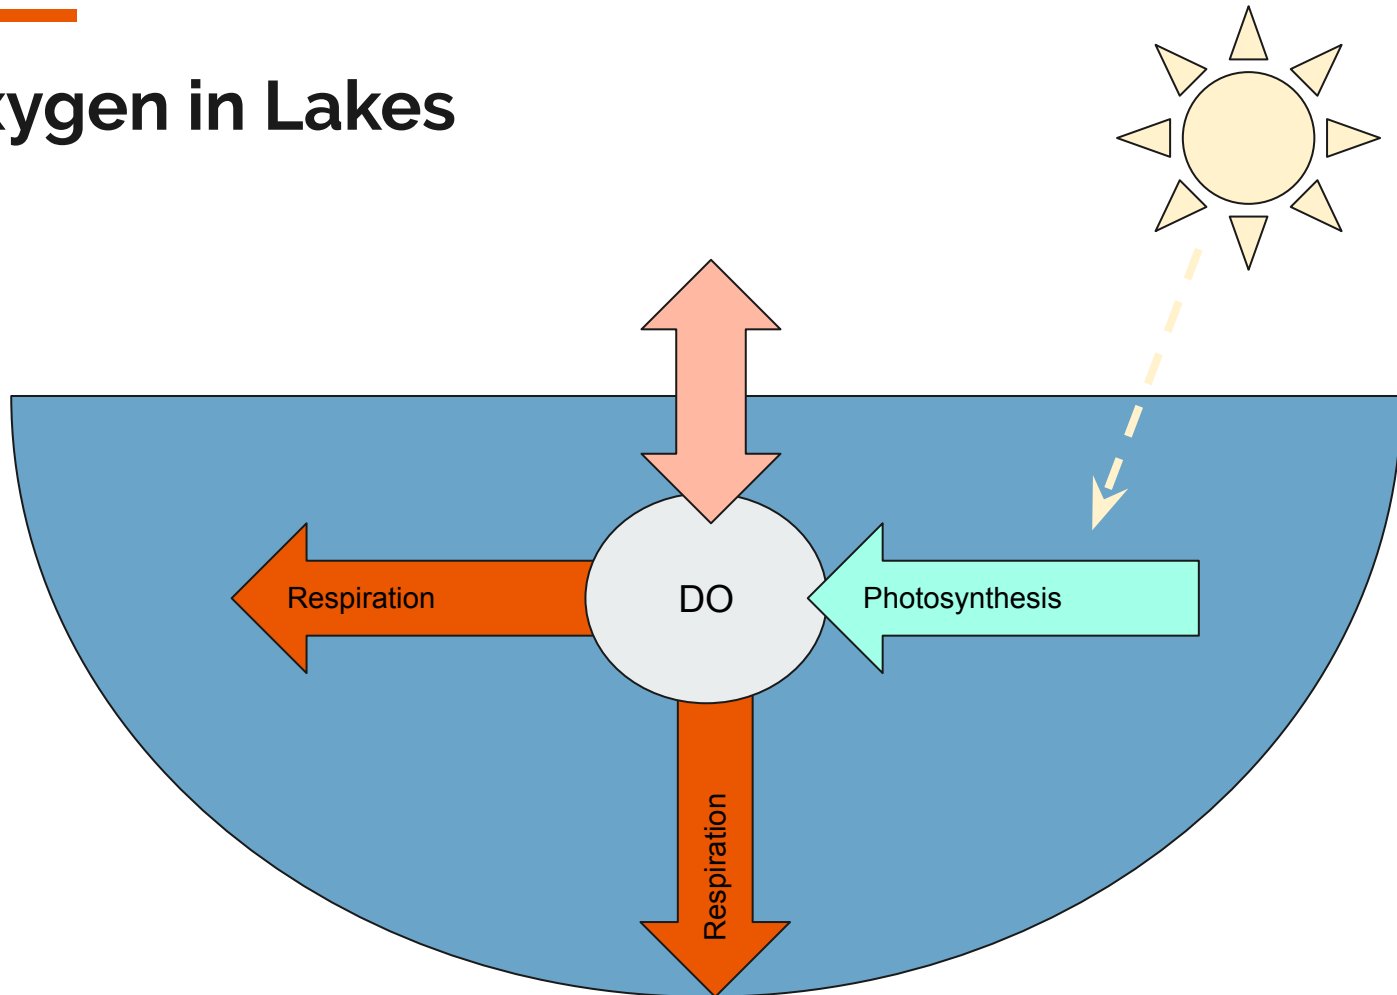 xygen in Lakes
Respiration
DO
Photosynthesis
Respiration